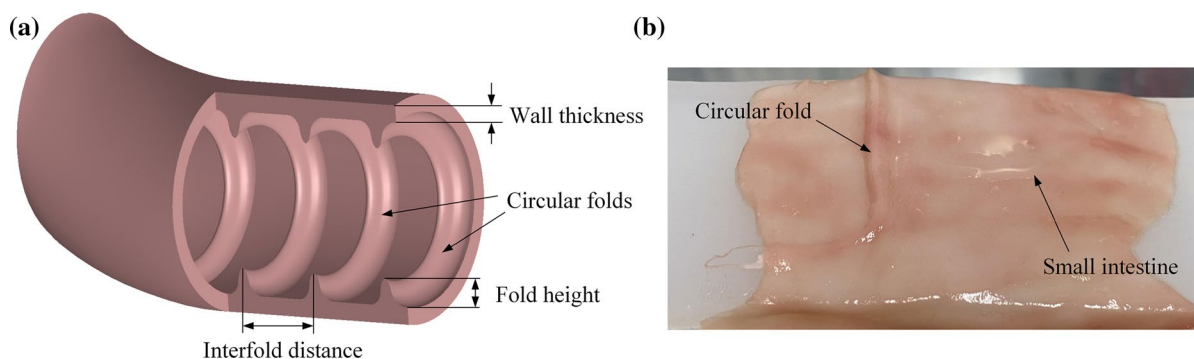 (a)
Wall thickness
Circular folds
Fold height
Interfold distance
(b)
Circular fold
Small intestine